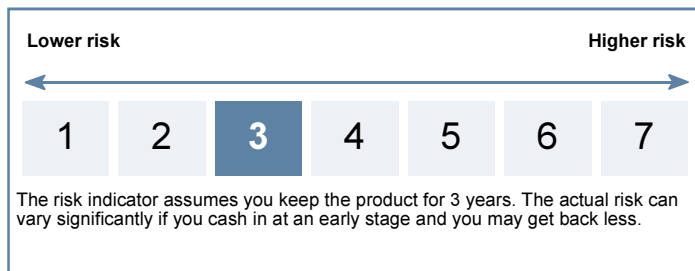 Lower risk Higher risk
1 2 3 4 5 6 7
The risk indicator assumes you keep the product for 3 years. The actual risk can
vary significantly if you cash in at an early stage and you may get back less.